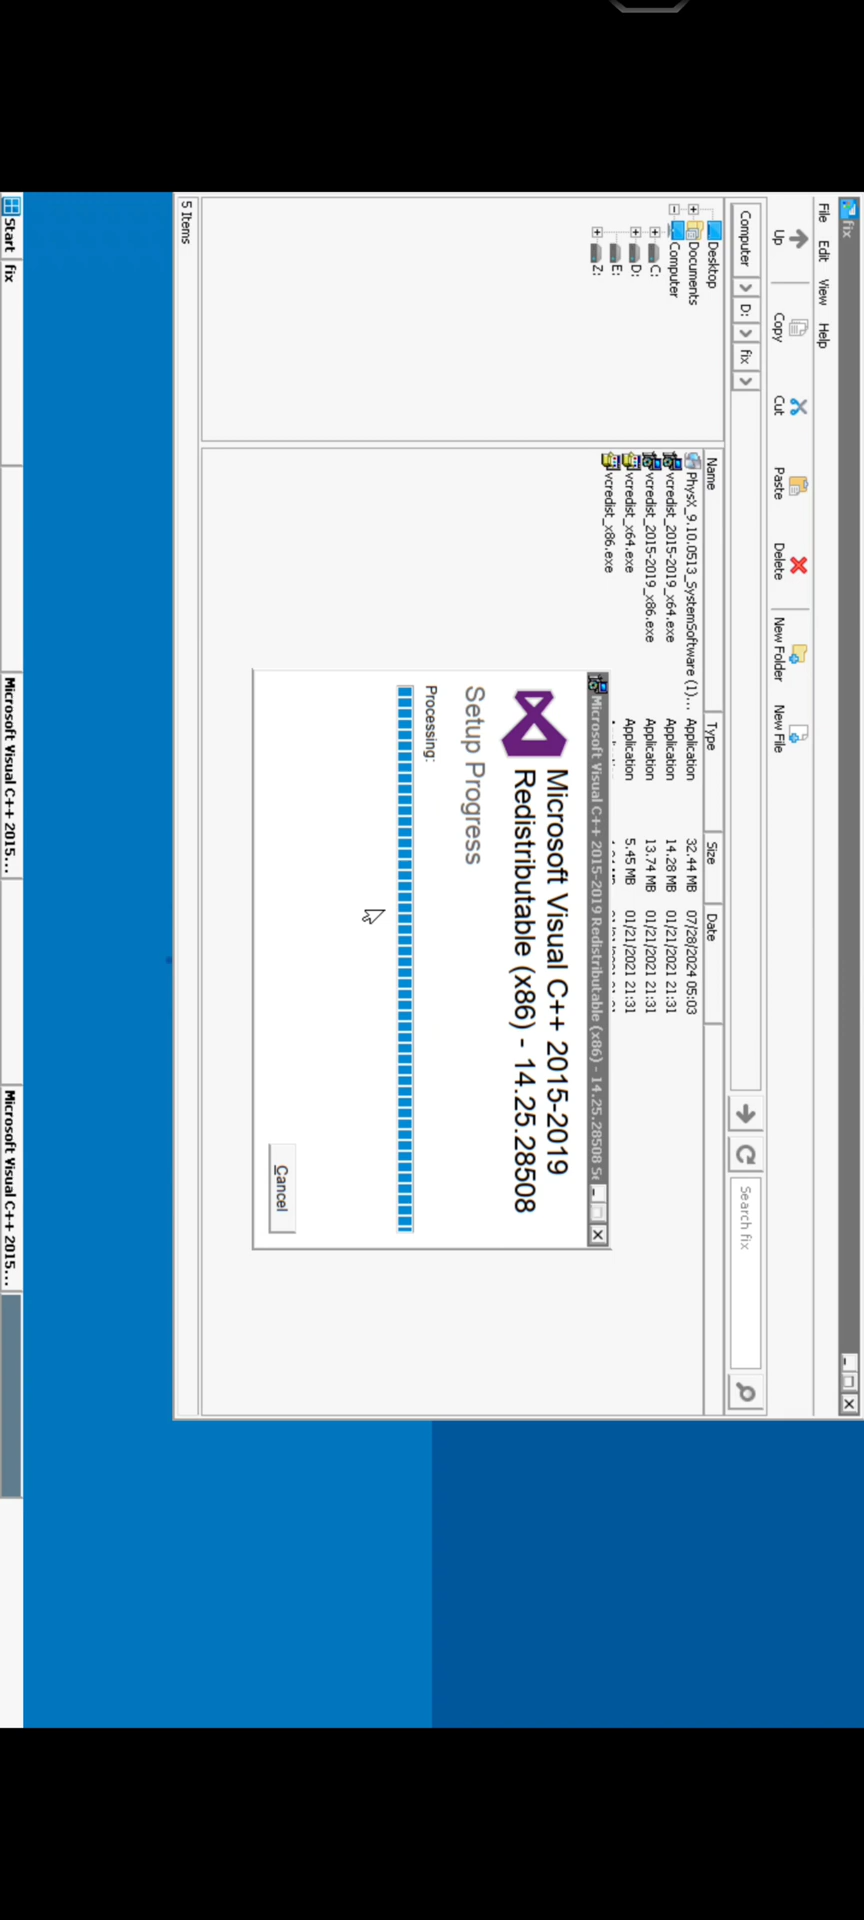 fix
File Edit View Help
Up Copy Cut Paste Delete New Folder New File
Computer D: fix Search fix
Desktop
Documents
Computer
C:
D:
E:
Z:
Name Type Size Date
PhysX_9.10.0513_SystemSoftware (1)... Application 32.44 MB 07/28/2024 05:03
vcredist_2015-2019_x64.exe Application 14.28 MB 01/21/2021 21:31
vcredist_2015-2019_x86.exe Application 13.74 MB 01/21/2021 21:31
vcredist_x64.exe Application 5.45 MB 01/21/2021 21:31
vcredist_x86.exe
Microsoft Visual C++ 2015-2019 Redistributable (x86) - 14.25.28508 Se
Microsoft Visual C++ 2015-2019
Redistributable (x86) - 14.25.28508
Setup Progress
Processing:
Cancel
5 Items
Start fix Microsoft Visual C++ 2015... Microsoft Visual C++ 2015...